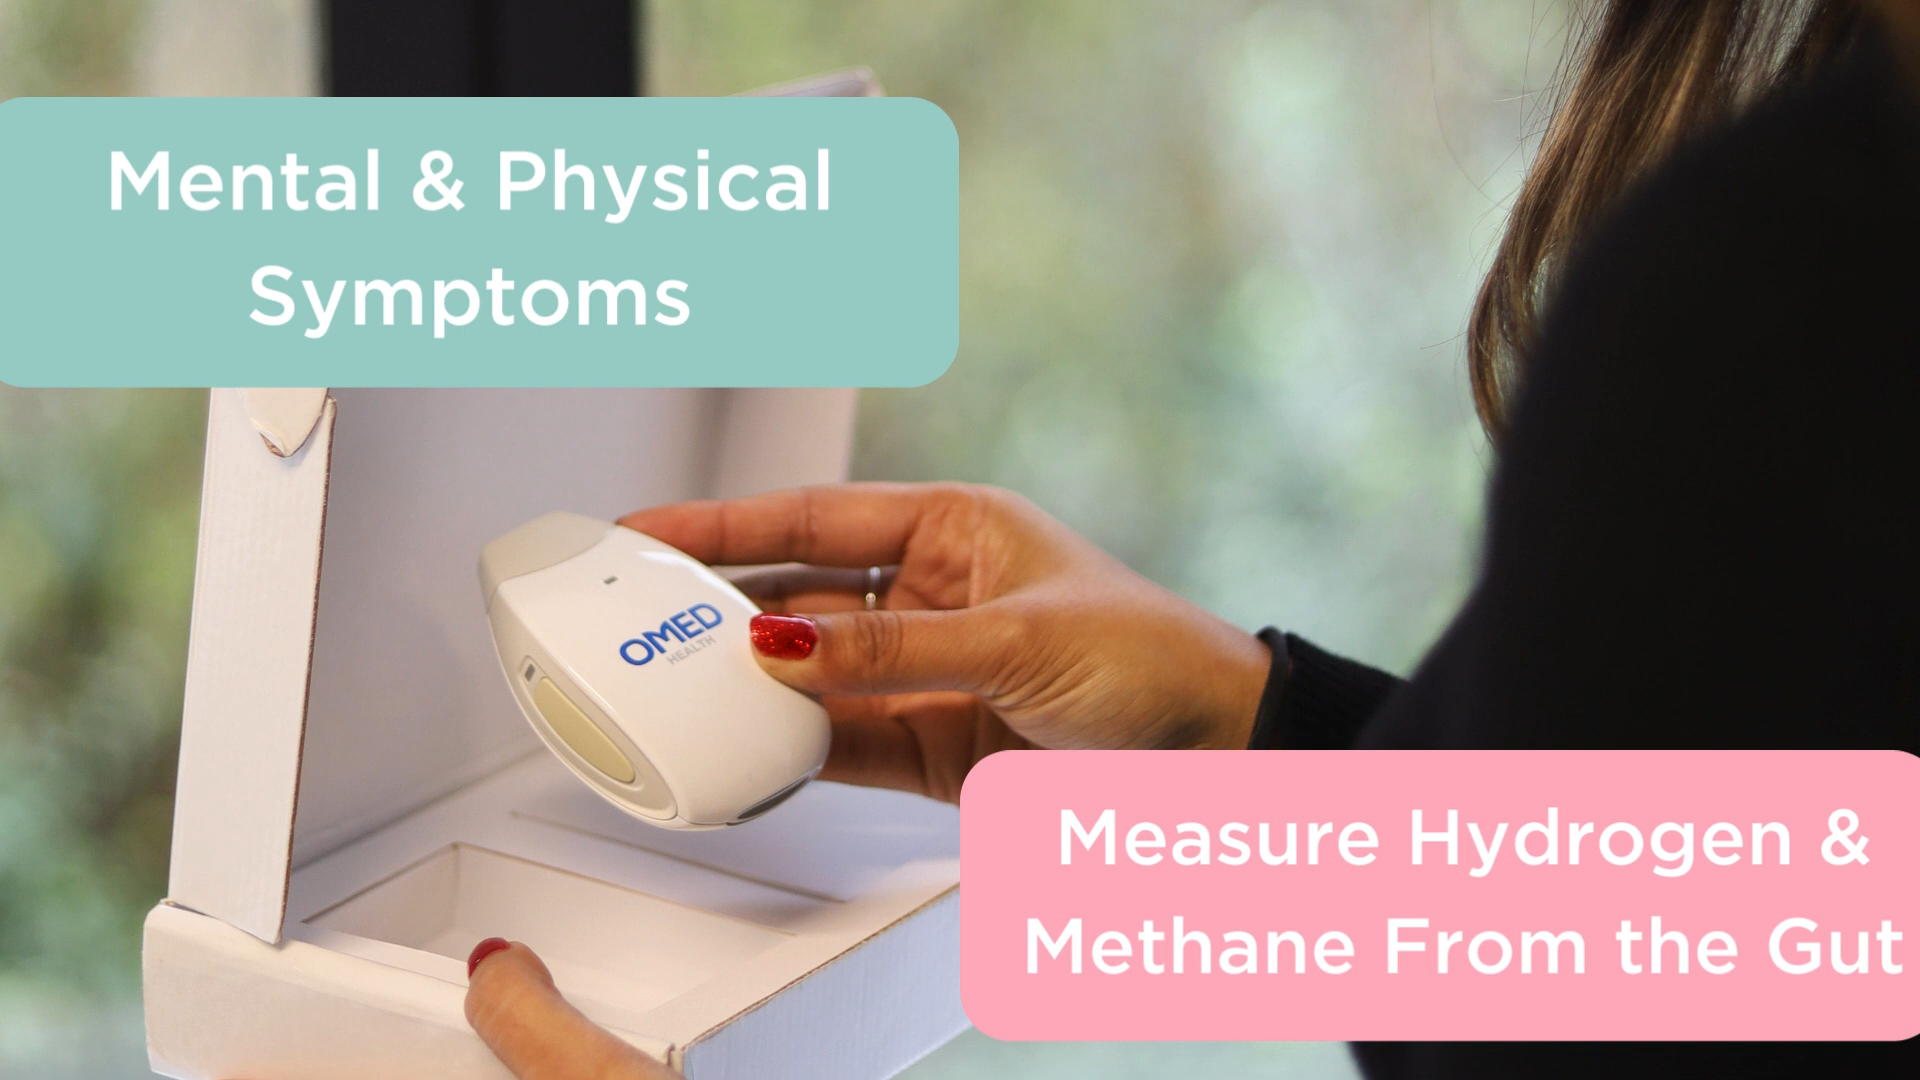 Mental & Physical
Symptoms
OMED
HEALTH
Measure Hydrogen &
Methane From the Gut